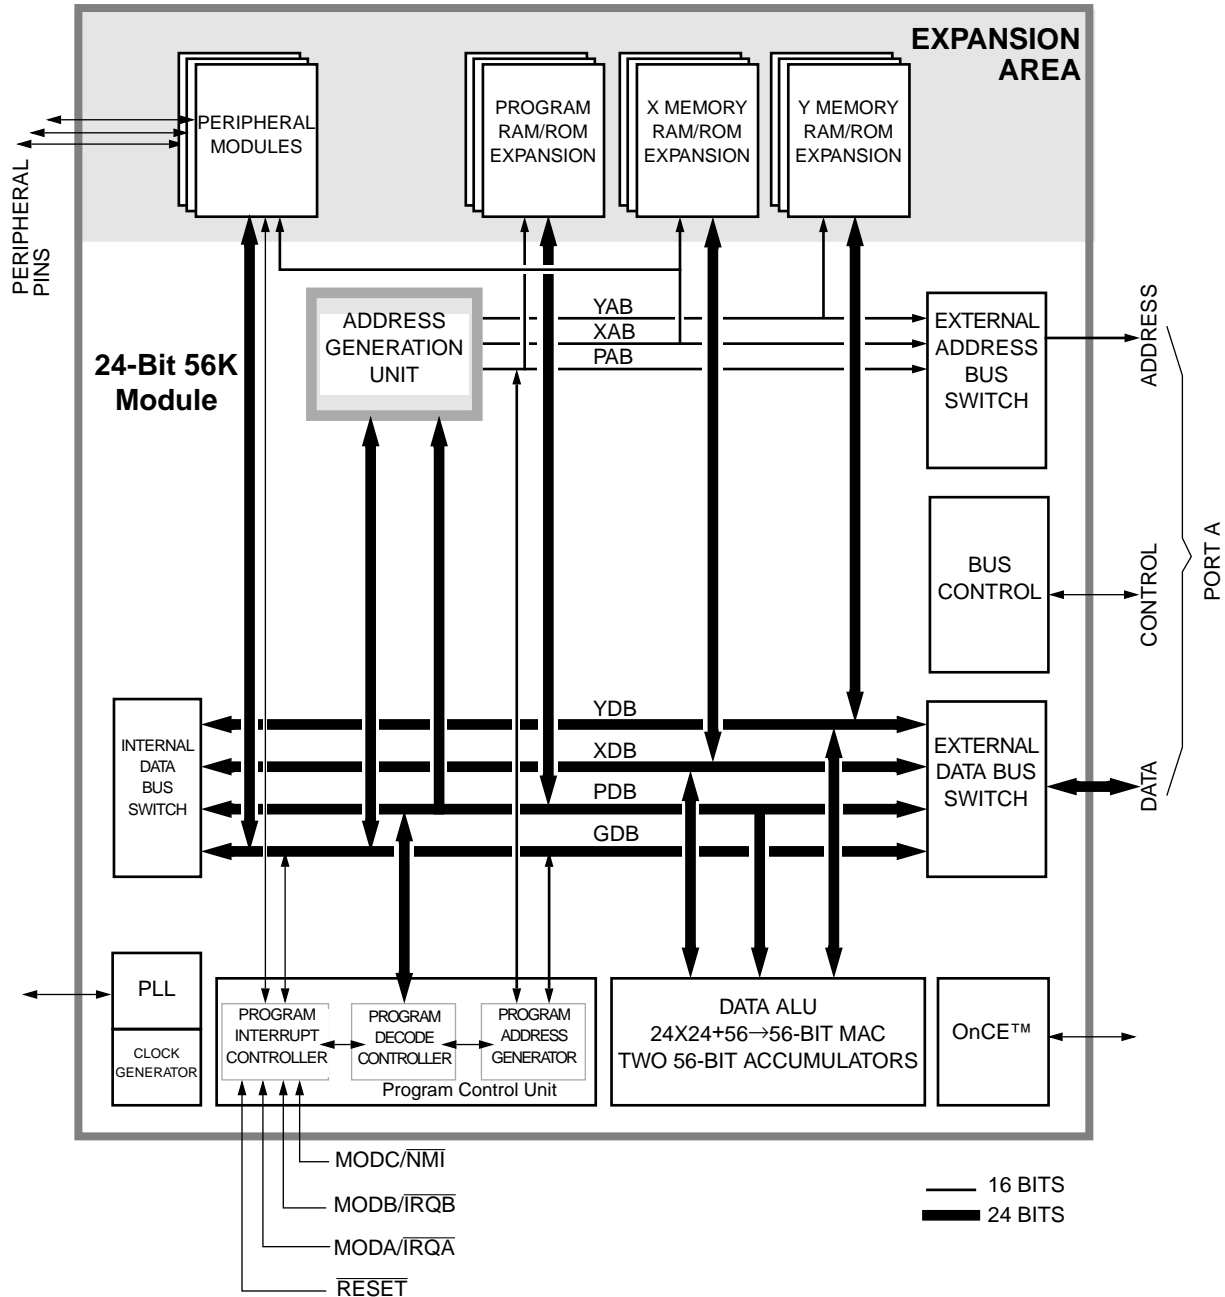 EXPANSION
AREA
PERIPHERAL
MODULES
PROGRAM
RAM/ROM
EXPANSION
X MEMORY
RAM/ROM
EXPANSION
Y MEMORY
RAM/ROM
EXPANSION
PERIPHERAL
PINS
24-Bit 56K
Module
ADDRESS
GENERATION
UNIT
YAB
XAB
PAB
EXTERNAL
ADDRESS
BUS
SWITCH
ADDRESS
BUS
CONTROL
CONTROL
PORT A
INTERNAL
DATA
BUS
SWITCH
YDB
XDB
PDB
GDB
EXTERNAL
DATA BUS
SWITCH
DATA
PLL
CLOCK
GENERATOR
PROGRAM
INTERRUPT
CONTROLLER
PROGRAM
DECODE
CONTROLLER
PROGRAM
ADDRESS
GENERATOR
Program Control Unit
DATA ALU
24X24+56→56-BIT MAC
TWO 56-BIT ACCUMULATORS
OnCE™
MODC/N̅M̅I̅
MODB/I̅R̅Q̅B̅
MODA/I̅R̅Q̅A̅
R̅E̅S̅E̅T̅
16 BITS
24 BITS